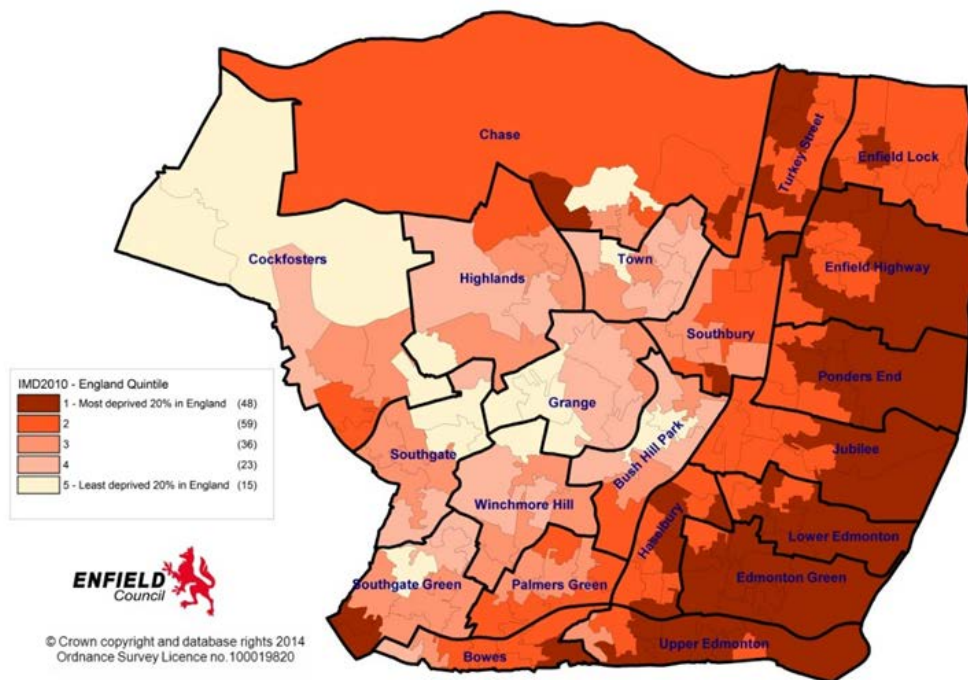 Chase
Turkey Street
Enfield Lock
Cockfosters
Highlands
Town
Enfield Highway
Southbury
Ponders End
Grange
Bush Hill Park
Jubilee
Southgate
Winchmore Hill
Haselbury
Lower Edmonton
Edmonton Green
Southgate Green
Palmers Green
Upper Edmonton
Bowes
IMD2010 - England Quintile
1 - Most deprived 20% in England (48)
2 (59)
3 (36)
4 (23)
5 - Least deprived 20% in England (15)
ENFIELD
Council
© Crown copyright and database rights 2014
Ordnance Survey Licence no.100019820